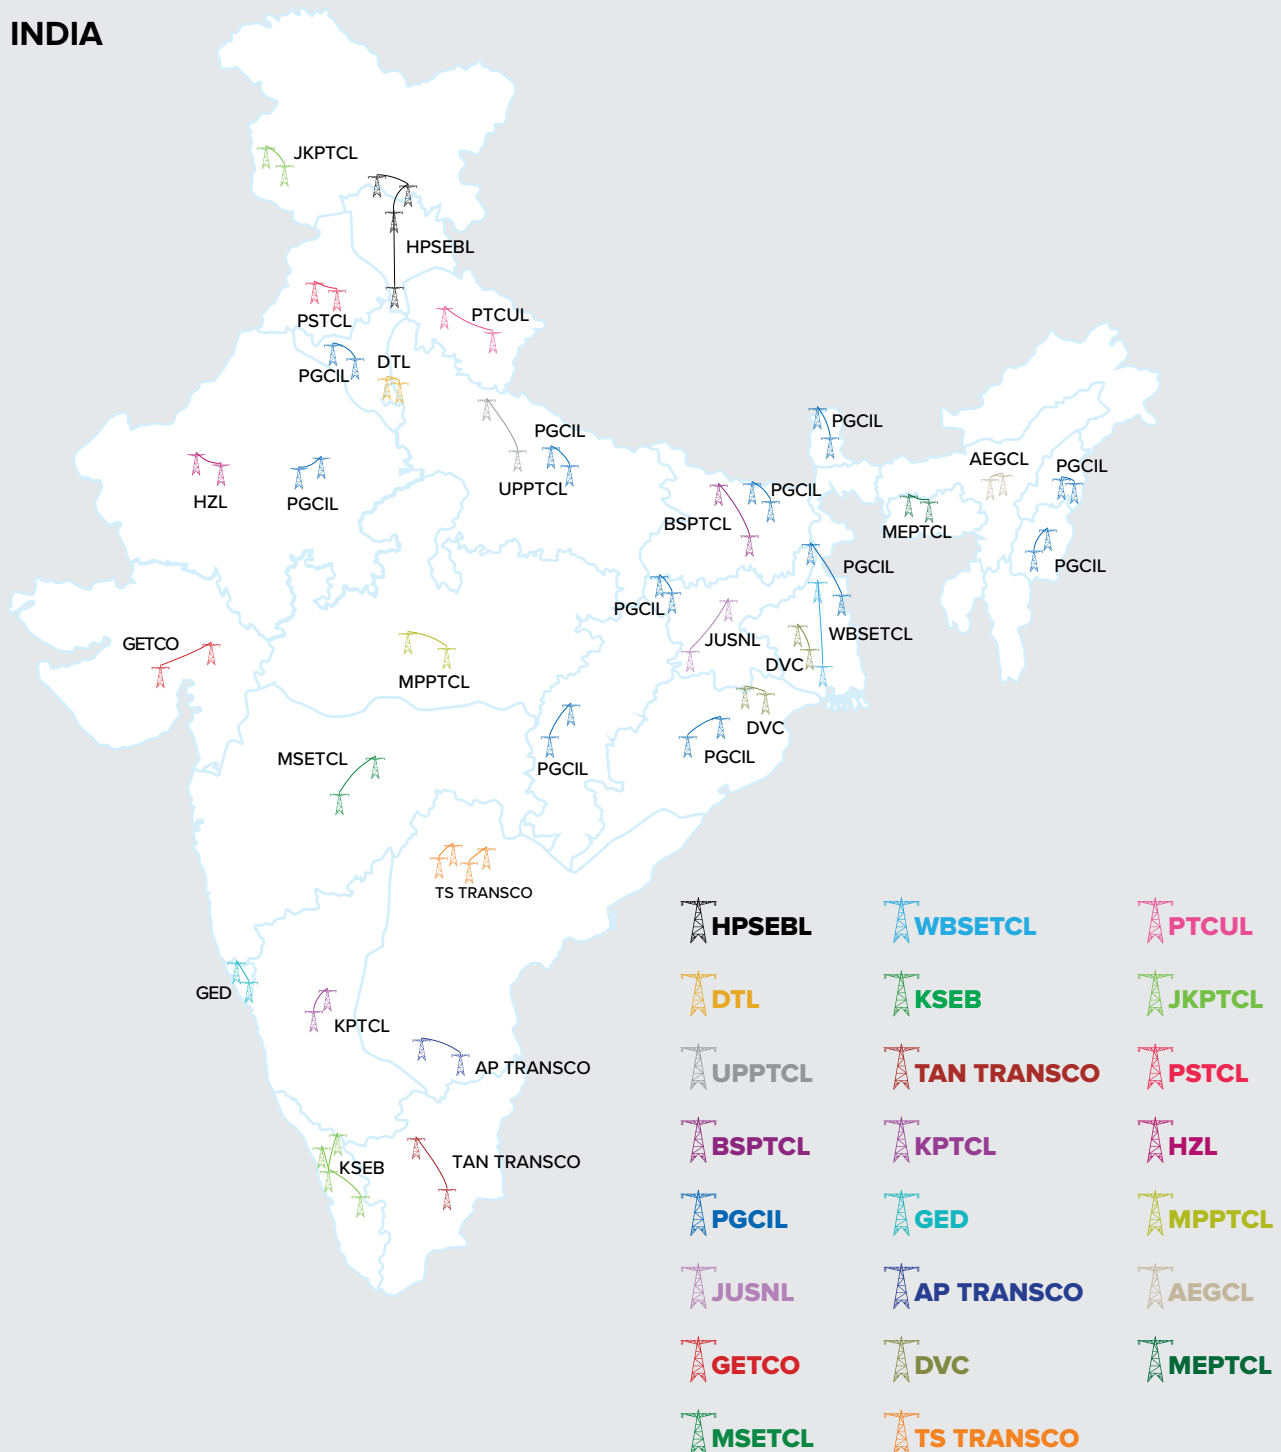 INDIA
JKPTCL
HPSEBL
PSTCL
PTCUL
DTL
PGCIL
PGCIL
PGCIL
UPPTCL
HZL
PGCIL
AEGCL
PGCIL
PGCIL
BSPTCL
MEPTCL
PGCIL
PGCIL
PGCIL
GETCO
JUSNL
WBSETCL
DVC
MPPTCL
DVC
MSETCL
PGCIL
PGCIL
TS TRANSCO
GED
KPTCL
AP TRANSCO
KSEB
TAN TRANSCO
HPSEBL
WBSETCL
PTCUL
DTL
KSEB
JKPTCL
UPPTCL
TAN TRANSCO
PSTCL
BSPTCL
KPTCL
HZL
PGCIL
GED
MPPTCL
JUSNL
AP TRANSCO
AEGCL
GETCO
DVC
MEPTCL
MSETCL
TS TRANSCO